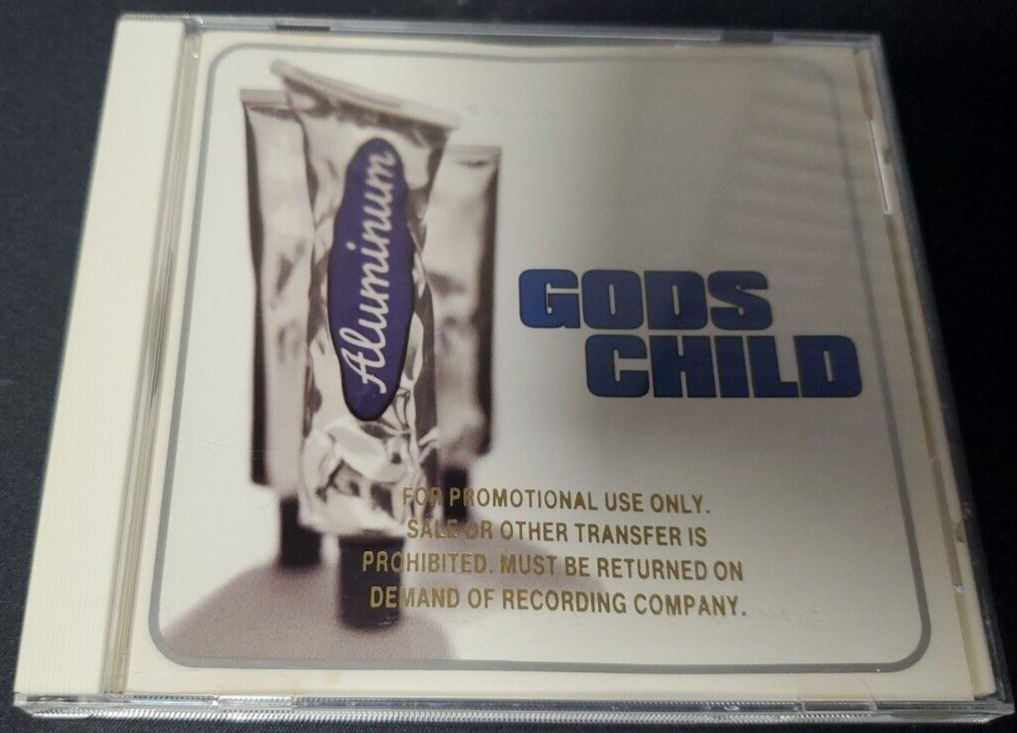 Aluminum
GODS
CHILD
FOR PROMOTIONAL USE ONLY.
SALE OR OTHER TRANSFER IS
PROHIBITED. MUST BE RETURNED ON
DEMAND OF RECORDING COMPANY.